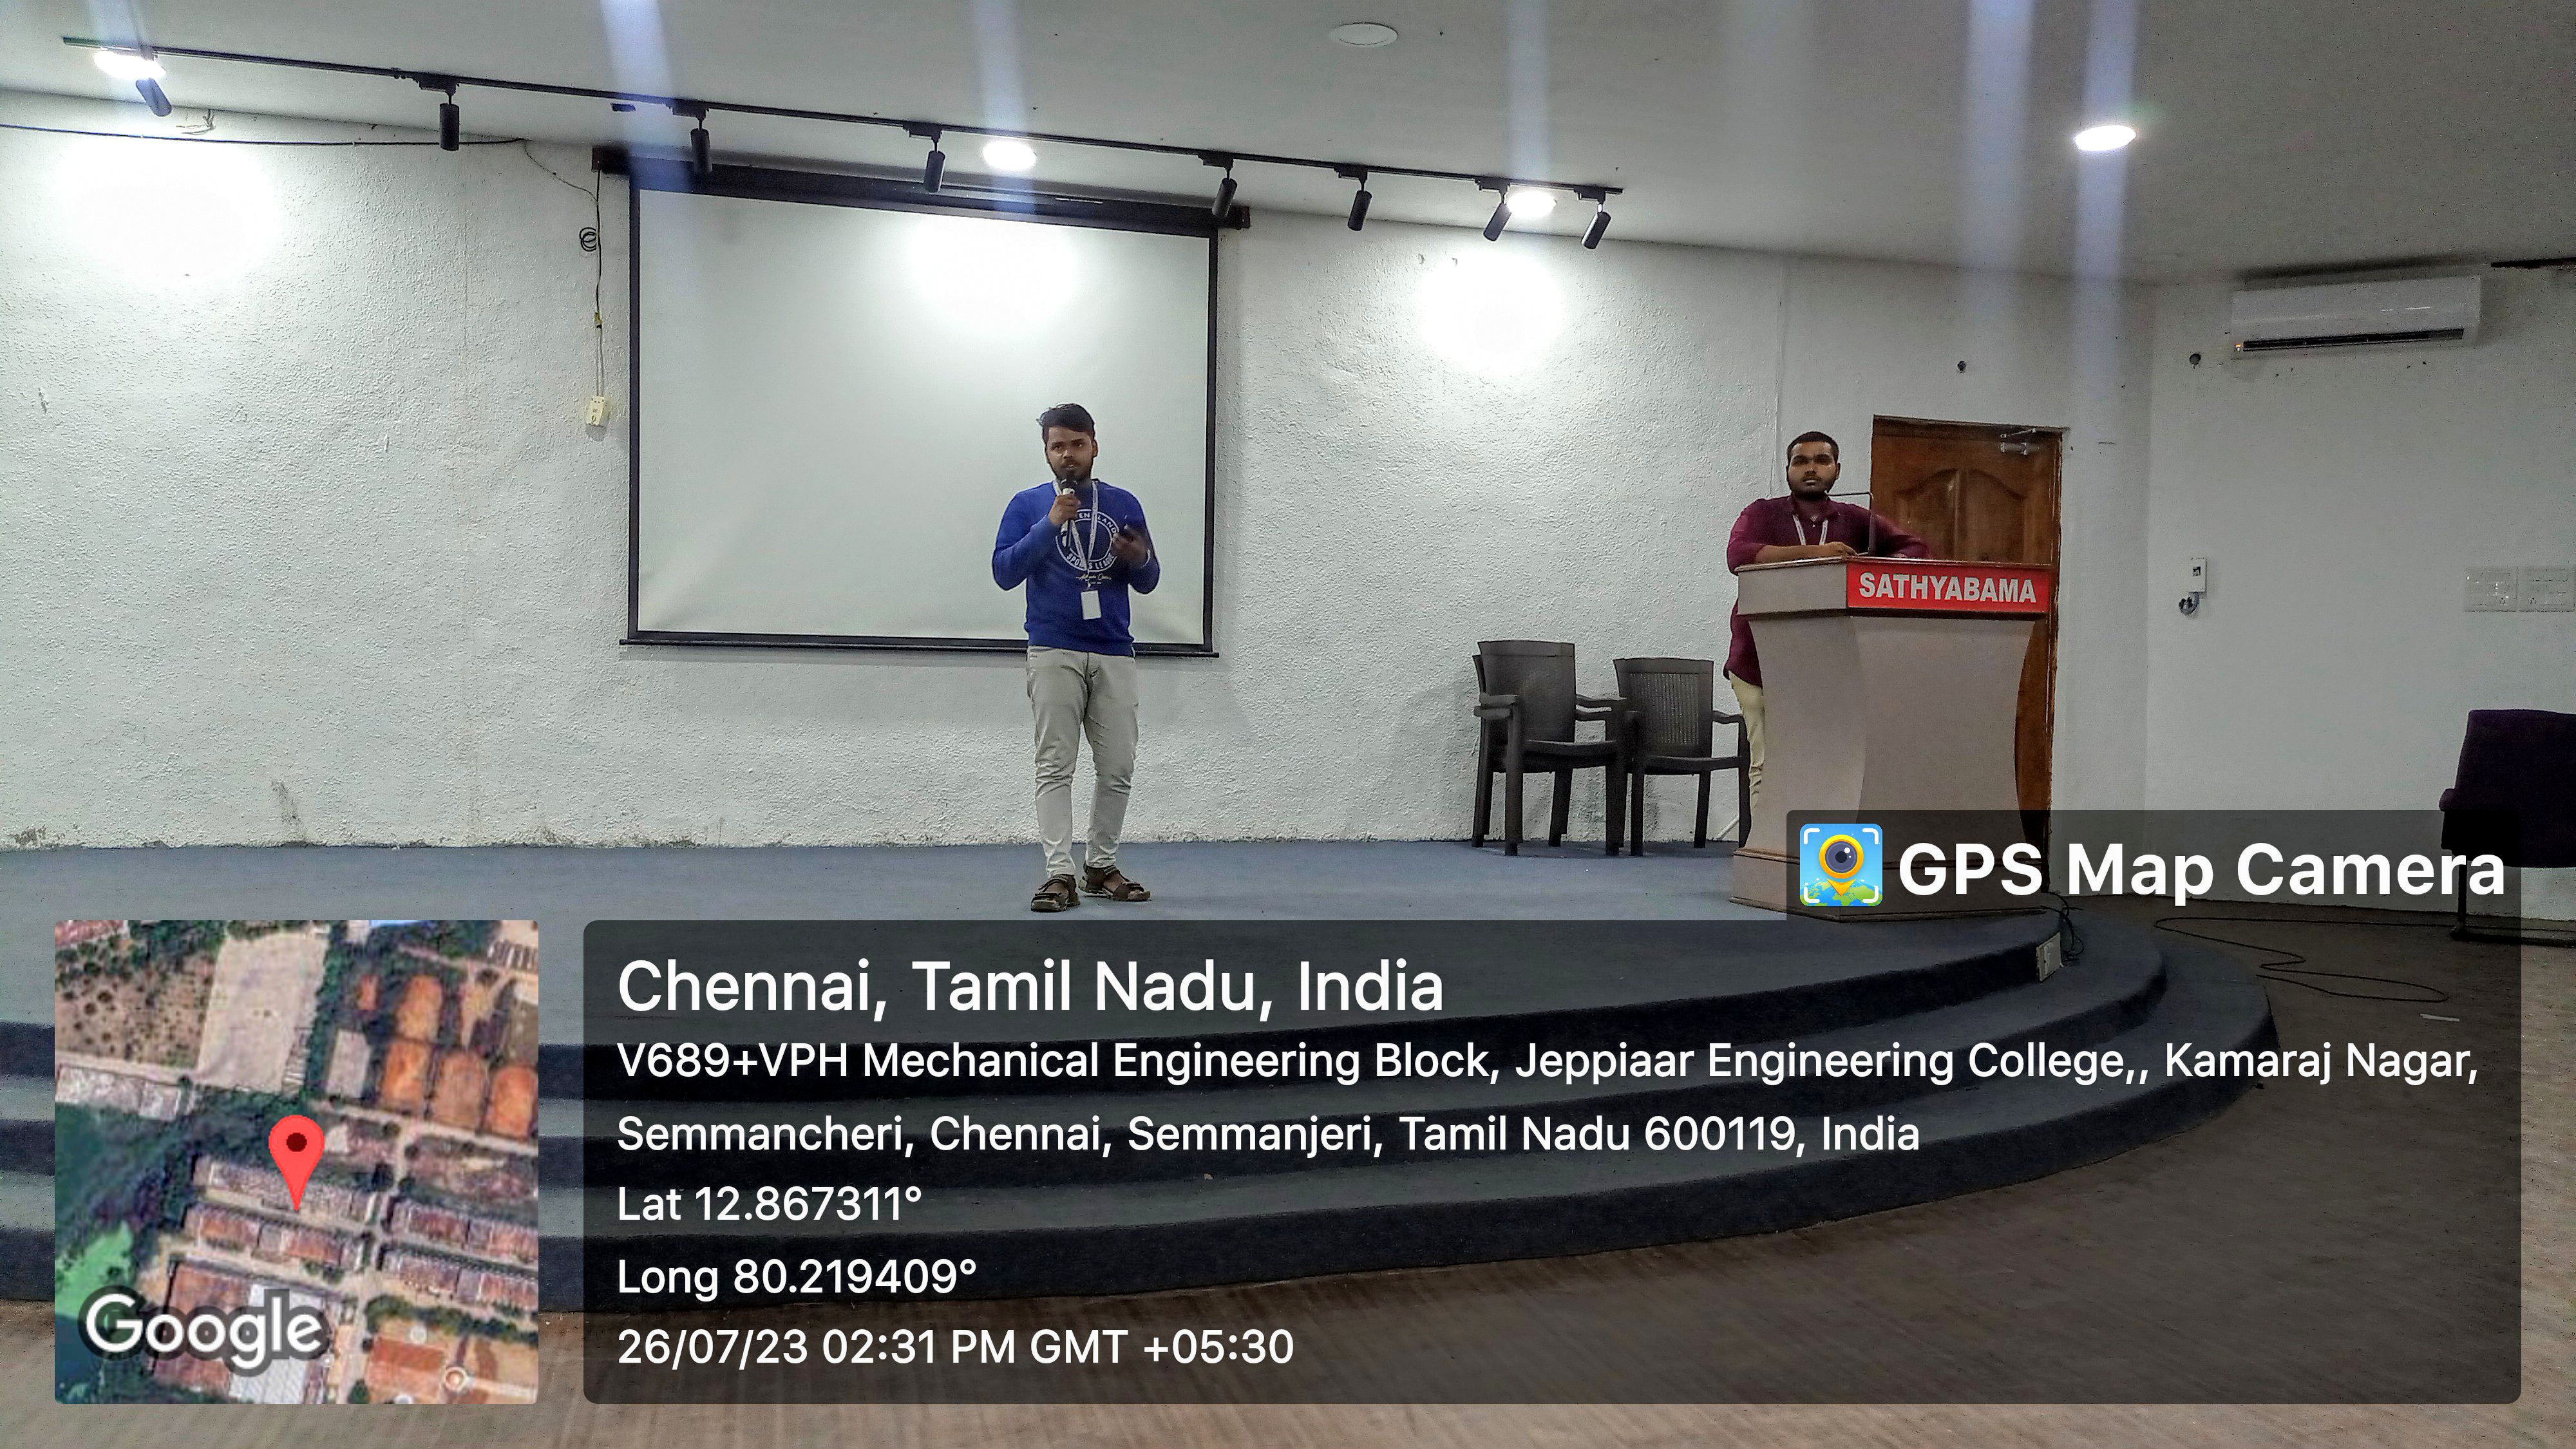 SATHYABAMA
GPS Map Camera
Chennai, Tamil Nadu, India
V689+VPH Mechanical Engineering Block, Jeppiaar Engineering College,, Kamaraj Nagar,
Semmancheri, Chennai, Semmanjeri, Tamil Nadu 600119, India
Lat 12.867311°
Long 80.219409°
26/07/23 02:31 PM GMT +05:30
Google